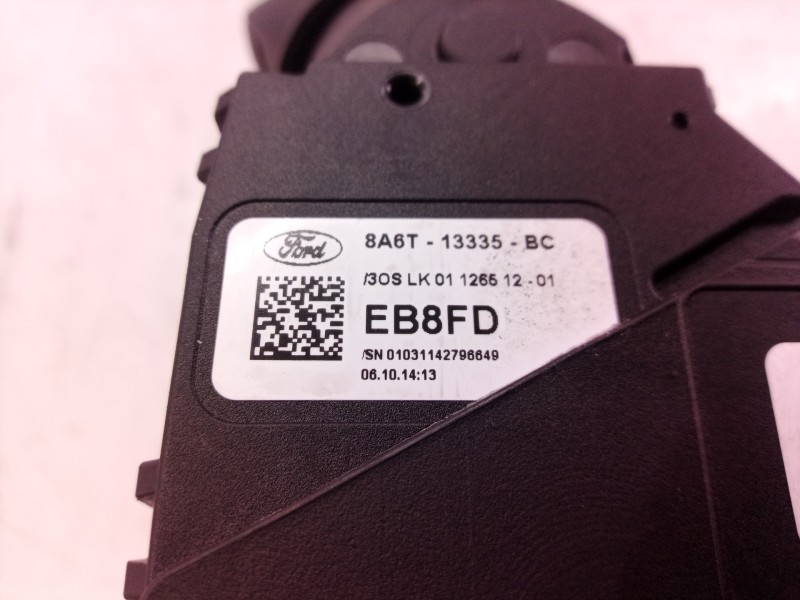 Ford
8A6T - 13335 - BC
/3OS LK 01 1265 12 - 01
EB8FD
/SN 01031142796649
06.10.14:13